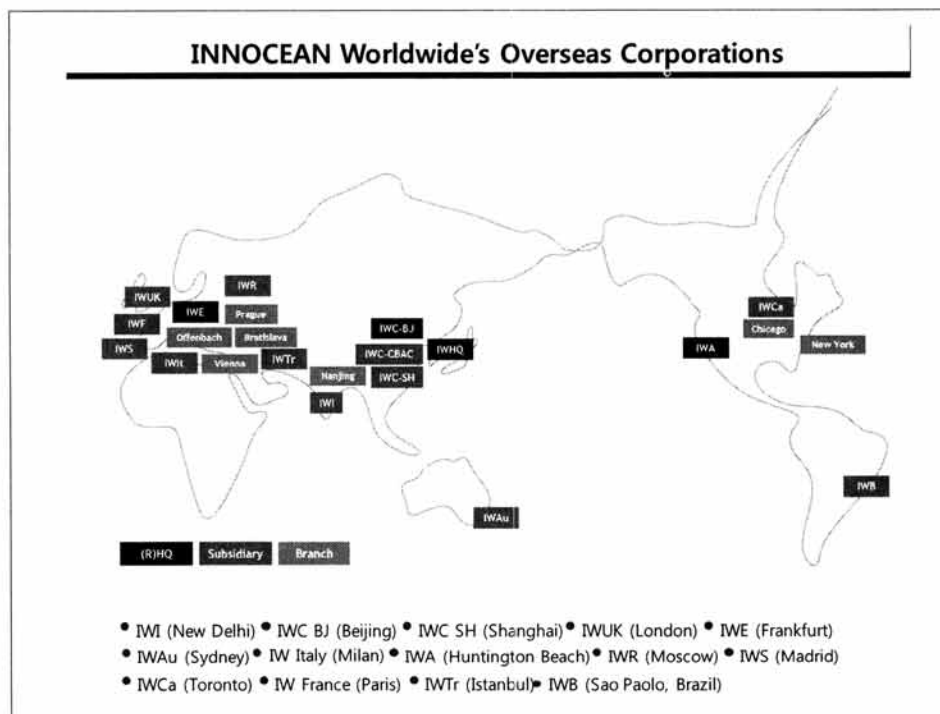 INNOCEAN Worldwide's Overseas Corporations
IWR
IWUK
IWE
Prague
IWCa
IWF
IWC-BJ
Chicago
Offenbach
Bratislava
IWS
IWHQ
IWA
New York
IWC-CBAC
IWIt
Vienna
IWTr
Nanjing
IWC-SH
IWI
IWB
IWAu
(R)HQ Subsidiary Branch
• IWI (New Delhi) • IWC BJ (Beijing) • IWC SH (Shanghai) • IWUK (London) • IWE (Frankfurt)
• IWAu (Sydney) • IW Italy (Milan) • IWA (Huntington Beach) • IWR (Moscow) • IWS (Madrid)
• IWCa (Toronto) • IW France (Paris) • IWTr (Istanbul) • IWB (Sao Paolo, Brazil)